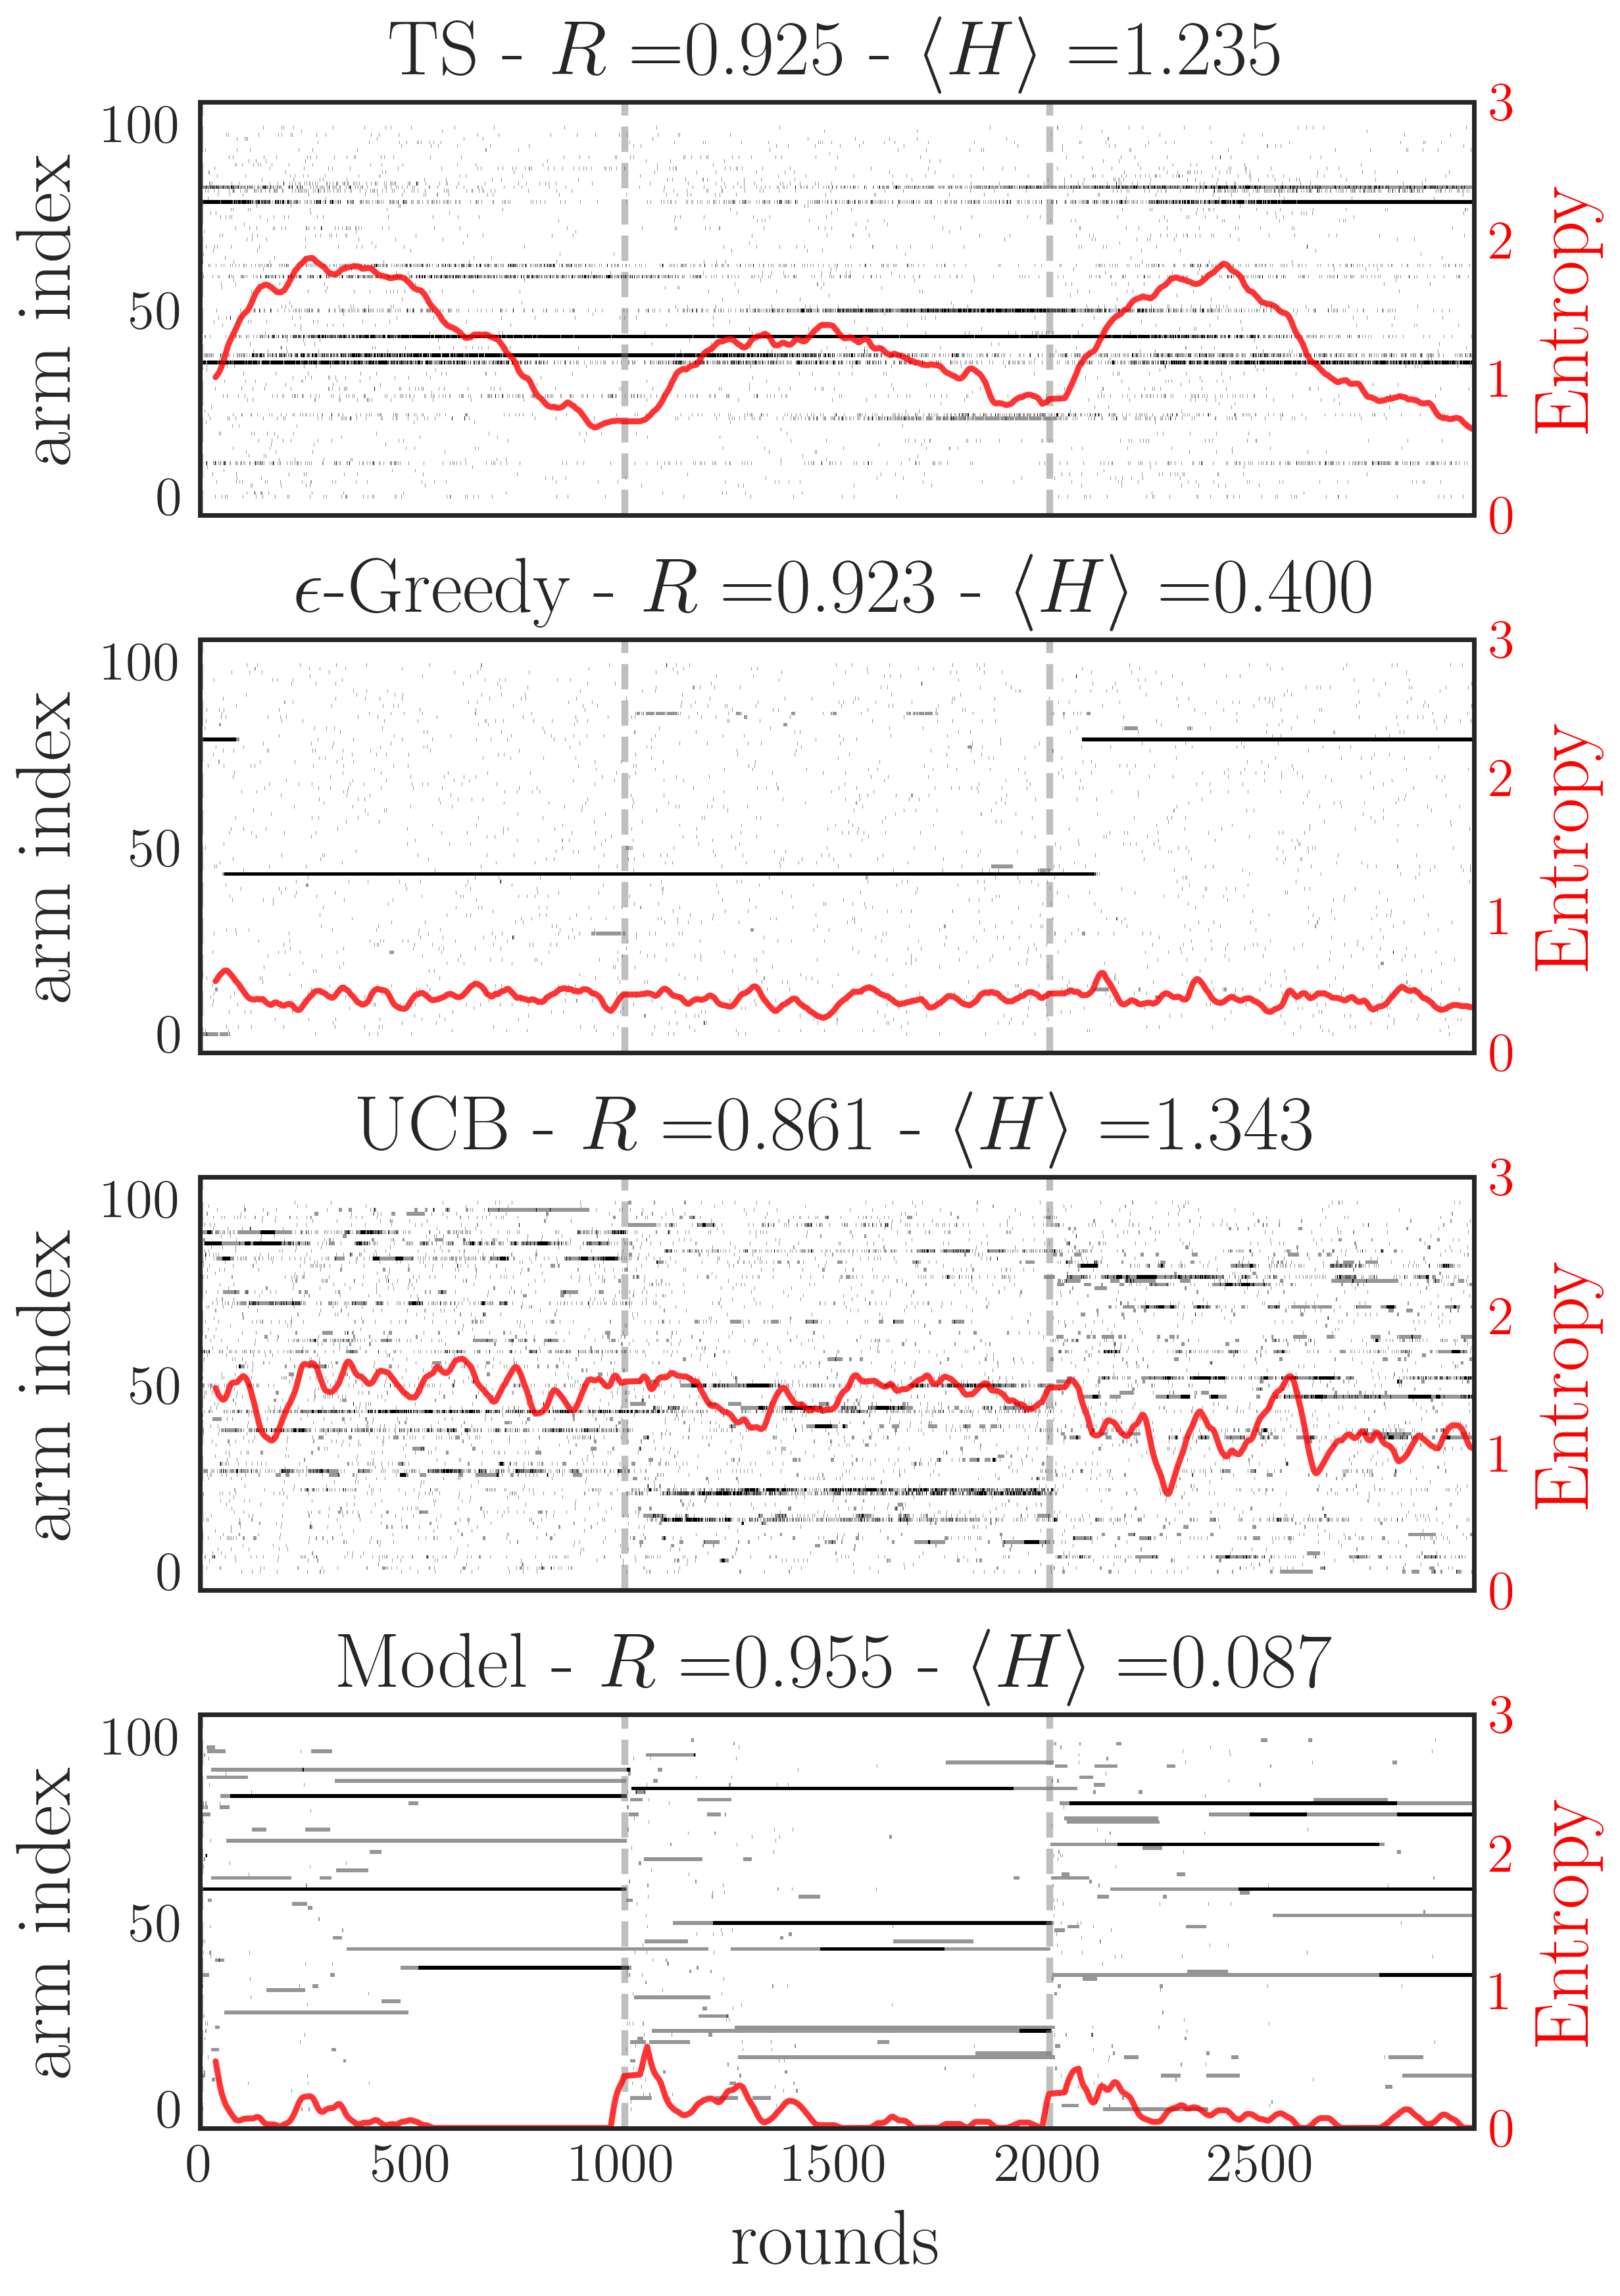 TS - R =0.925 - ⟨H⟩ =1.235
100
50
0
arm index
3
2
1
0
Entropy
ϵ-Greedy - R =0.923 - ⟨H⟩ =0.400
100
50
0
arm index
3
2
1
0
Entropy
UCB - R =0.861 - ⟨H⟩ =1.343
100
50
0
arm index
3
2
1
0
Entropy
Model - R =0.955 - ⟨H⟩ =0.087
100
50
0
arm index
3
2
1
0
Entropy
0 500 1000 1500 2000 2500
rounds